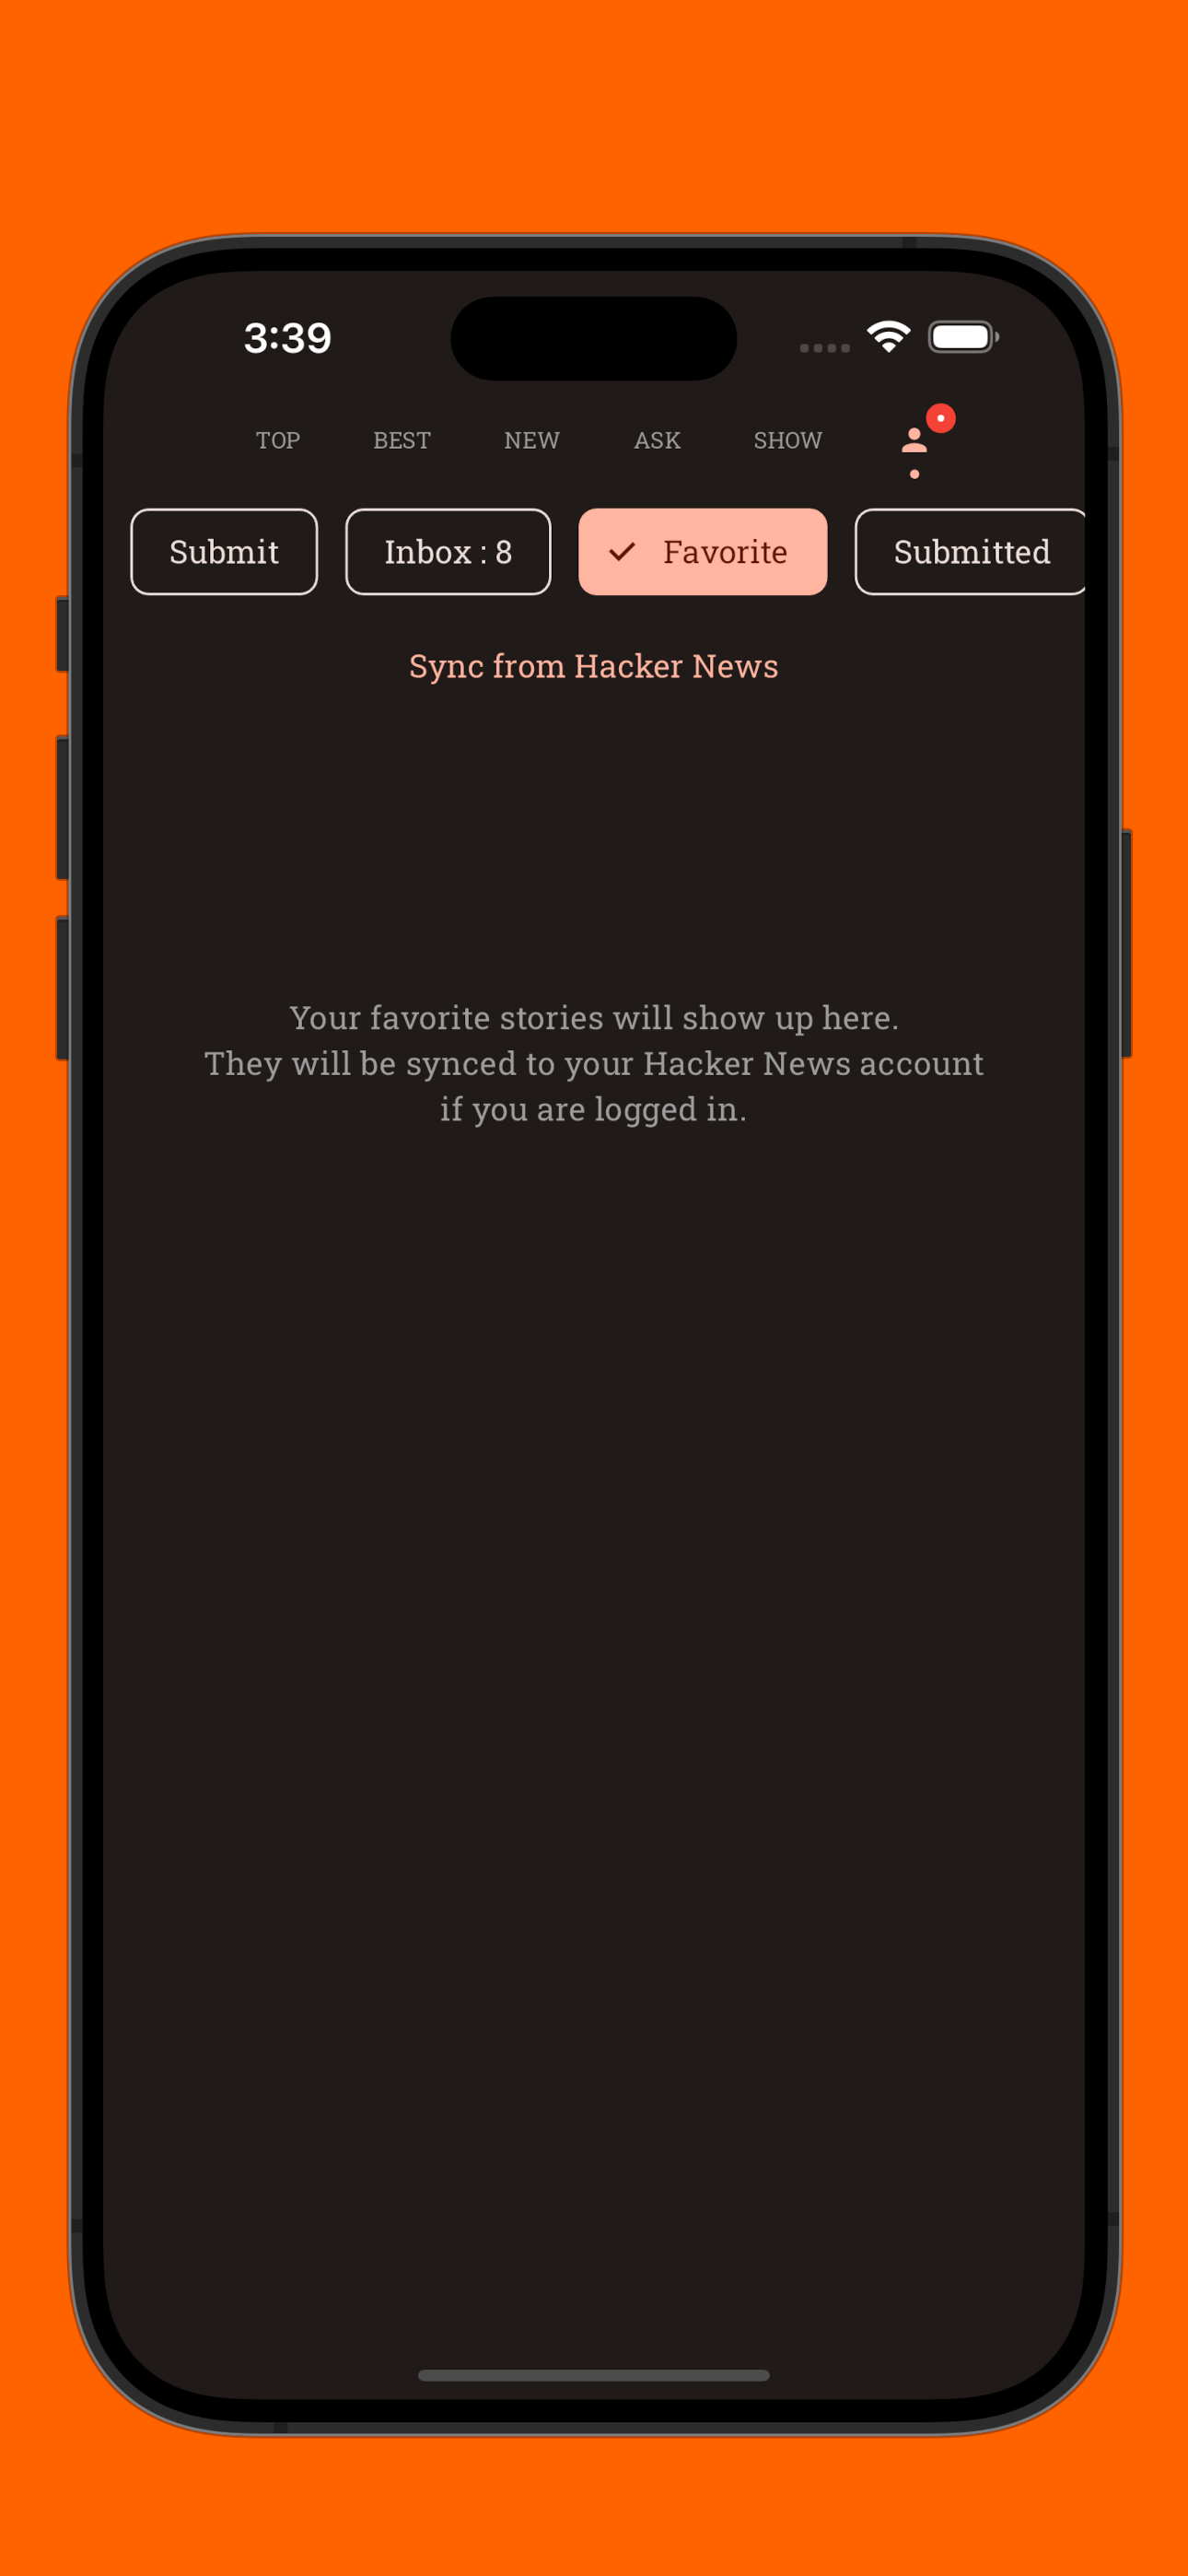 3:39
TOP BEST NEW ASK SHOW
Submit Inbox : 8 Favorite Submitted
Sync from Hacker News
Your favorite stories will show up here.
They will be synced to your Hacker News account
if you are logged in.